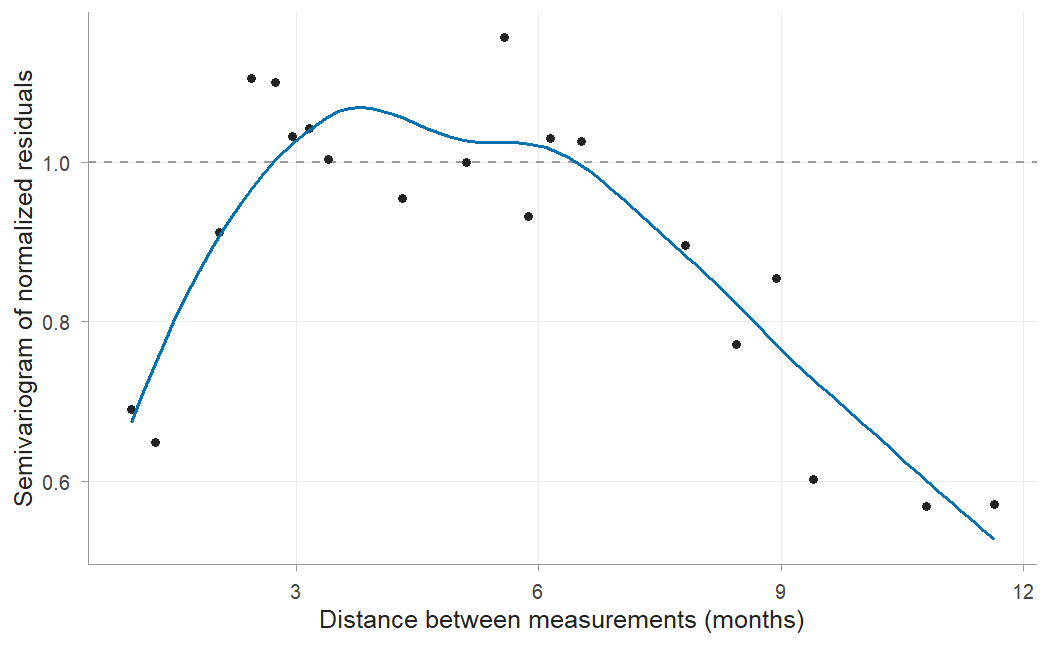 Semivariogram of normalized residuals
1.0
0.8
0.6
3 6 9 12
Distance between measurements (months)